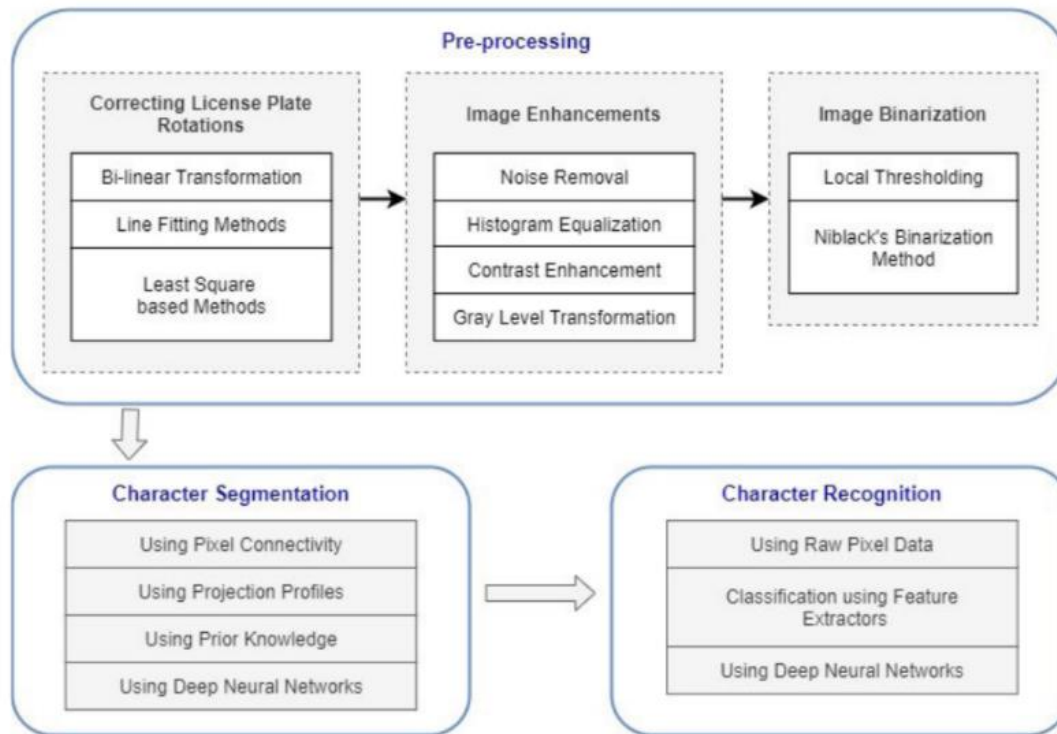 Pre-processing
Correcting License Plate
Rotations
Bi-linear Transformation
Line Fitting Methods
Least Square
based Methods
Image Enhancements
Noise Removal
Histogram Equalization
Contrast Enhancement
Gray Level Transformation
Image Binarization
Local Thresholding
Niblack's Binarization
Method
Character Segmentation
Using Pixel Connectivity
Using Projection Profiles
Using Prior Knowledge
Using Deep Neural Networks
Character Recognition
Using Raw Pixel Data
Classification using Feature
Extractors
Using Deep Neural Networks